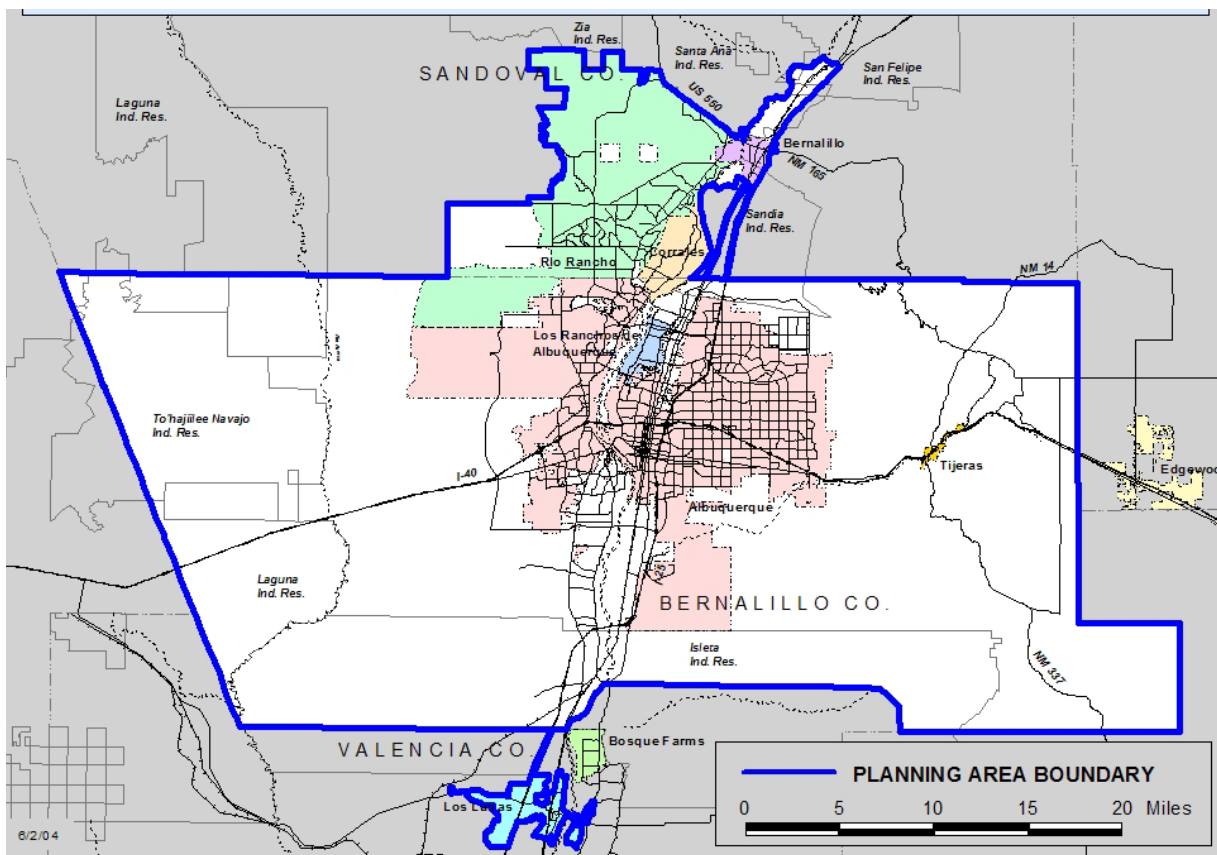 Zia
Ind. Res.
Santa Ana
Ind. Res.
San Felipe
Ind. Res.
SANDOVAL CO.
US 550
Laguna
Ind. Res.
Bernalillo
NM 165
Sandia
Ind. Res.
Corrales
Rio Rancho
NM 14
Los Ranchos de
Albuquerque
To'hajiilee Navajo
Ind. Res.
I-40
Tijeras
Edgewoo
Albuquerque
I-25
Laguna
Ind. Res.
BERNALILLO CO.
Isleta
Ind. Res.
NM 337
VALENCIA CO.
Bosque Farms
Los Lunas
PLANNING AREA BOUNDARY
0 5 10 15 20 Miles
6/2/04